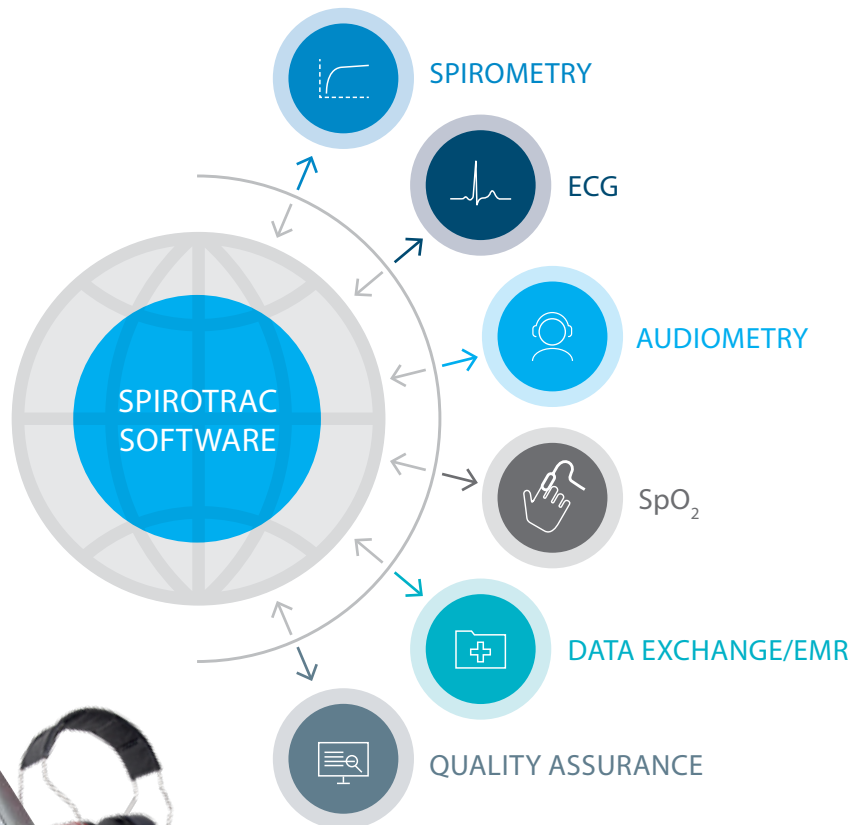 SPIROMETRY
ECG
AUDIOMETRY
SPIROTRAC
SOFTWARE
SpO₂
DATA EXCHANGE/EMR
QUALITY ASSURANCE